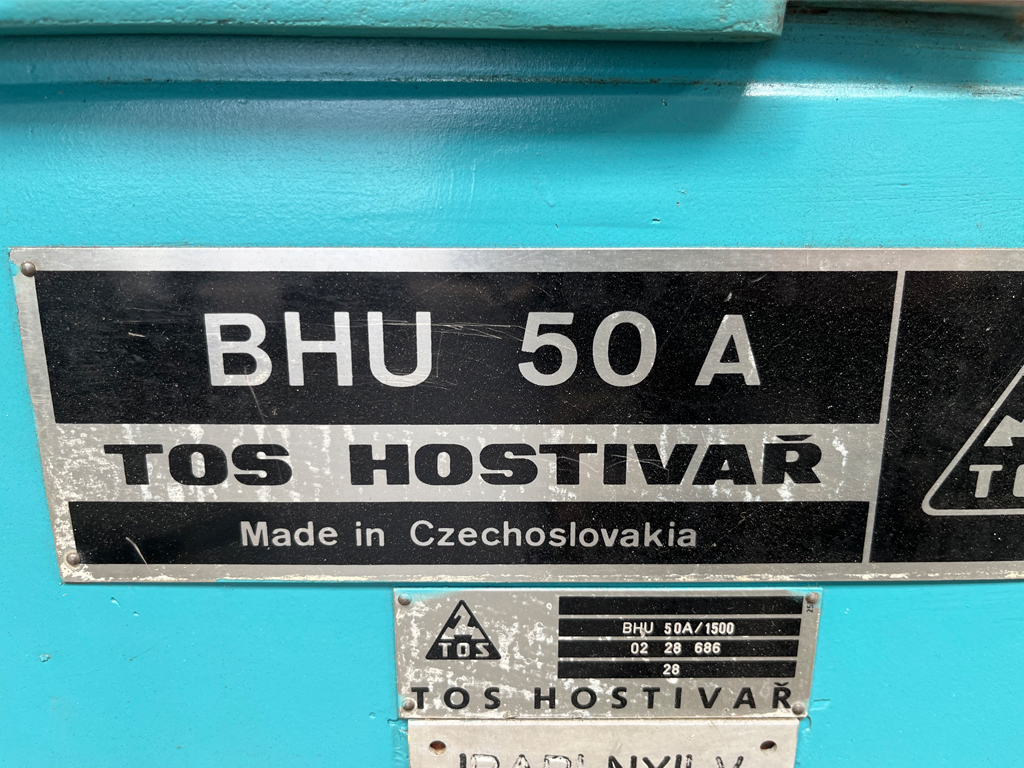 BHU 50 A
TOS HOSTIVAŘ
Made in Czechoslovakia
TOS
BHU 50A/1500
02 28 686
28
TOS HOSTIVAŘ